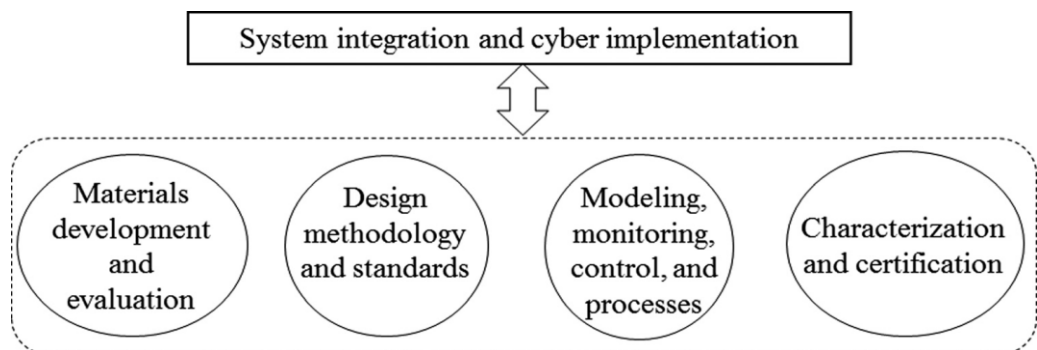 System integration and cyber implementation
Materials
development
and
evaluation
Design
methodology
and standards
Modeling,
monitoring,
control, and
processes
Characterization
and certification